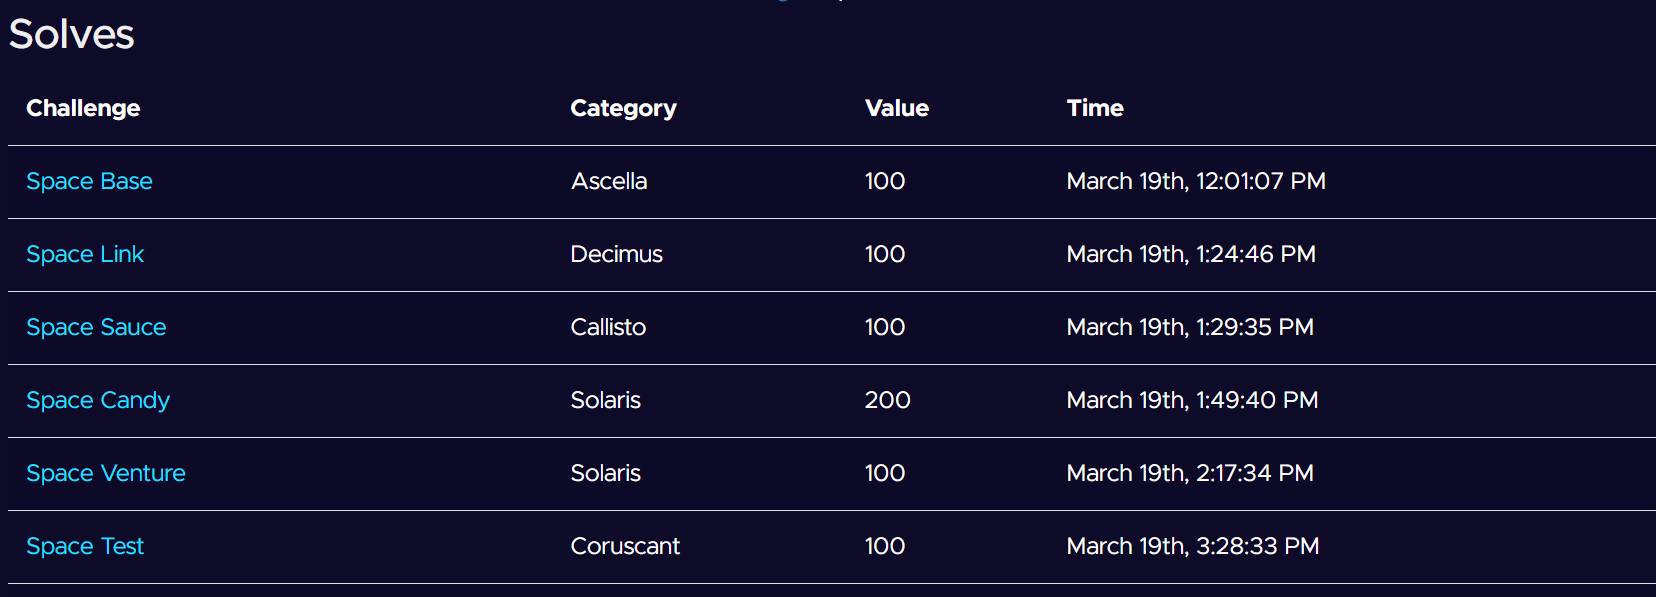 Solves
Challenge Category Value Time
Space Base Ascella 100 March 19th, 12:01:07 PM
Space Link Decimus 100 March 19th, 1:24:46 PM
Space Sauce Callisto 100 March 19th, 1:29:35 PM
Space Candy Solaris 200 March 19th, 1:49:40 PM
Space Venture Solaris 100 March 19th, 2:17:34 PM
Space Test Coruscant 100 March 19th, 3:28:33 PM